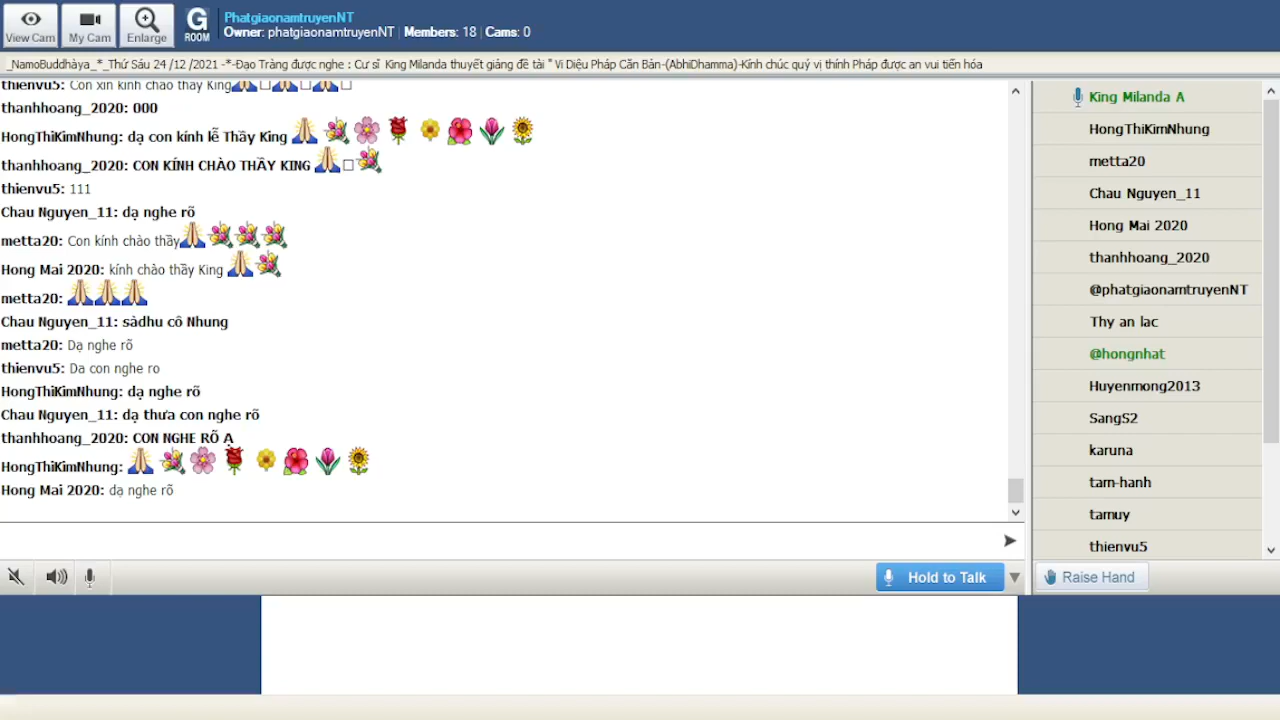 View Cam
My Cam
Enlarge
G
ROOM
PhatgiaonamtruyenNT
Owner: phatgiaonamtruyenNT | Members: 18 | Cams: 0
_NamoBuddhàya_*_Thứ Sáu 24 /12 /2021 -*-Đạo Tràng được nghe : Cư sĩ King Milanda thuyết giảng đề tài " Vi Diệu Pháp Căn Bản-(AbhiDhamma)-Kính chúc quý vị thính Pháp được an vui tiến hóa
thienvu5: Con xin kính chào thầy King
thanhhoang_2020: 000
HongThiKimNhung: dạ con kính lễ Thầy King
thanhhoang_2020: CON KÍNH CHÀO THẦY KING
thienvu5: 111
Chau Nguyen_11: dạ nghe rõ
metta20: Con kính chào thầy
Hong Mai 2020: kính chào thầy King
metta20:
Chau Nguyen_11: sàdhu cô Nhung
metta20: Dạ nghe rõ
thienvu5: Da con nghe ro
HongThiKimNhung: dạ nghe rõ
Chau Nguyen_11: dạ thưa con nghe rõ
thanhhoang_2020: CON NGHE RÕ Ạ
HongThiKimNhung:
Hong Mai 2020: dạ nghe rõ
King Milanda A
HongThiKimNhung
metta20
Chau Nguyen_11
Hong Mai 2020
thanhhoang_2020
@phatgiaonamtruyenNT
Thy an lac
@hongnhat
Huyenmong2013
SangS2
karuna
tam-hanh
tamuy
thienvu5
Hold to Talk
Raise Hand